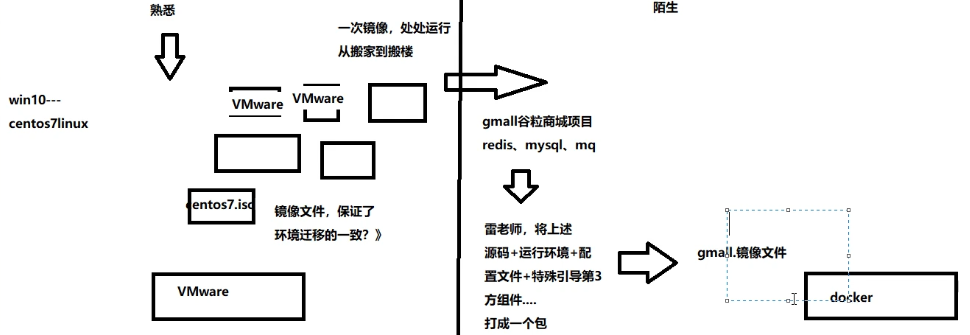 熟悉
一次镜像，处处运行
从搬家到搬楼
win10---
centos7linux
VMware
VMware
centos7.iso
镜像文件，保证了
环境迁移的一致？》
VMware
陌生
gmall谷粒商城项目
redis、mysql、mq
雷老师，将上述
源码+运行环境+配
置文件+特殊引导第3
方组件....
打成一个包
gmall.镜像文件
docker